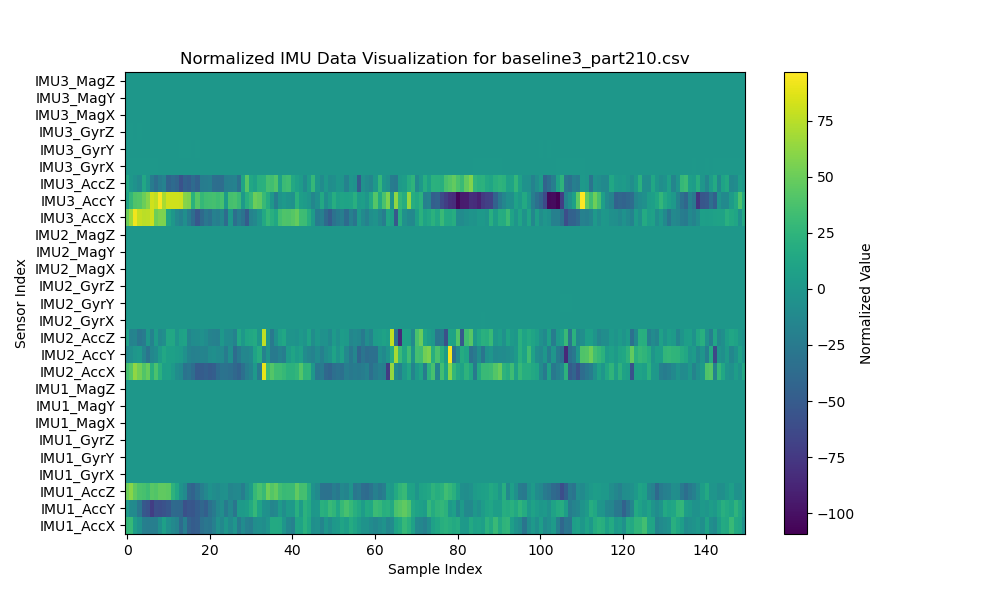 Normalized IMU Data Visualization for baseline3_part210.csv
IMU3_MagZ
IMU3_MagY
IMU3_MagX
IMU3_GyrZ
IMU3_GyrY
IMU3_GyrX
IMU3_AccZ
IMU3_AccY
IMU3_AccX
IMU2_MagZ
IMU2_MagY
IMU2_MagX
IMU2_GyrZ
IMU2_GyrY
IMU2_GyrX
IMU2_AccZ
IMU2_AccY
IMU2_AccX
IMU1_MagZ
IMU1_MagY
IMU1_MagX
IMU1_GyrZ
IMU1_GyrY
IMU1_GyrX
IMU1_AccZ
IMU1_AccY
IMU1_AccX
Sensor Index
0 20 40 60 80 100 120 140
Sample Index
75
50
25
0
−25
−50
−75
−100
Normalized Value